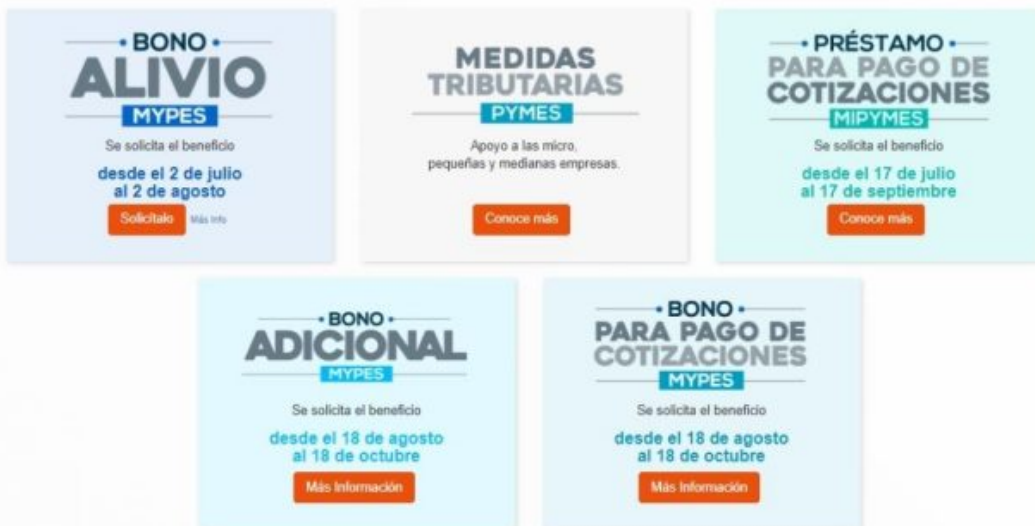 BONO
ALIVIO
MYPES
Se solicita el beneficio
desde el 2 de julio
al 2 de agosto
Solicítalo Más Info
MEDIDAS
TRIBUTARIAS
PYMES
Apoyo a las micro,
pequeñas y medianas empresas.
Conoce más
PRÉSTAMO
PARA PAGO DE
COTIZACIONES
MIPYMES
Se solicita el beneficio
desde el 17 de julio
al 17 de septiembre
Conoce más
BONO
ADICIONAL
MYPES
Se solicita el beneficio
desde el 18 de agosto
al 18 de octubre
Más Información
BONO
PARA PAGO DE
COTIZACIONES
MYPES
Se solicita el beneficio
desde el 18 de agosto
al 18 de octubre
Más Información